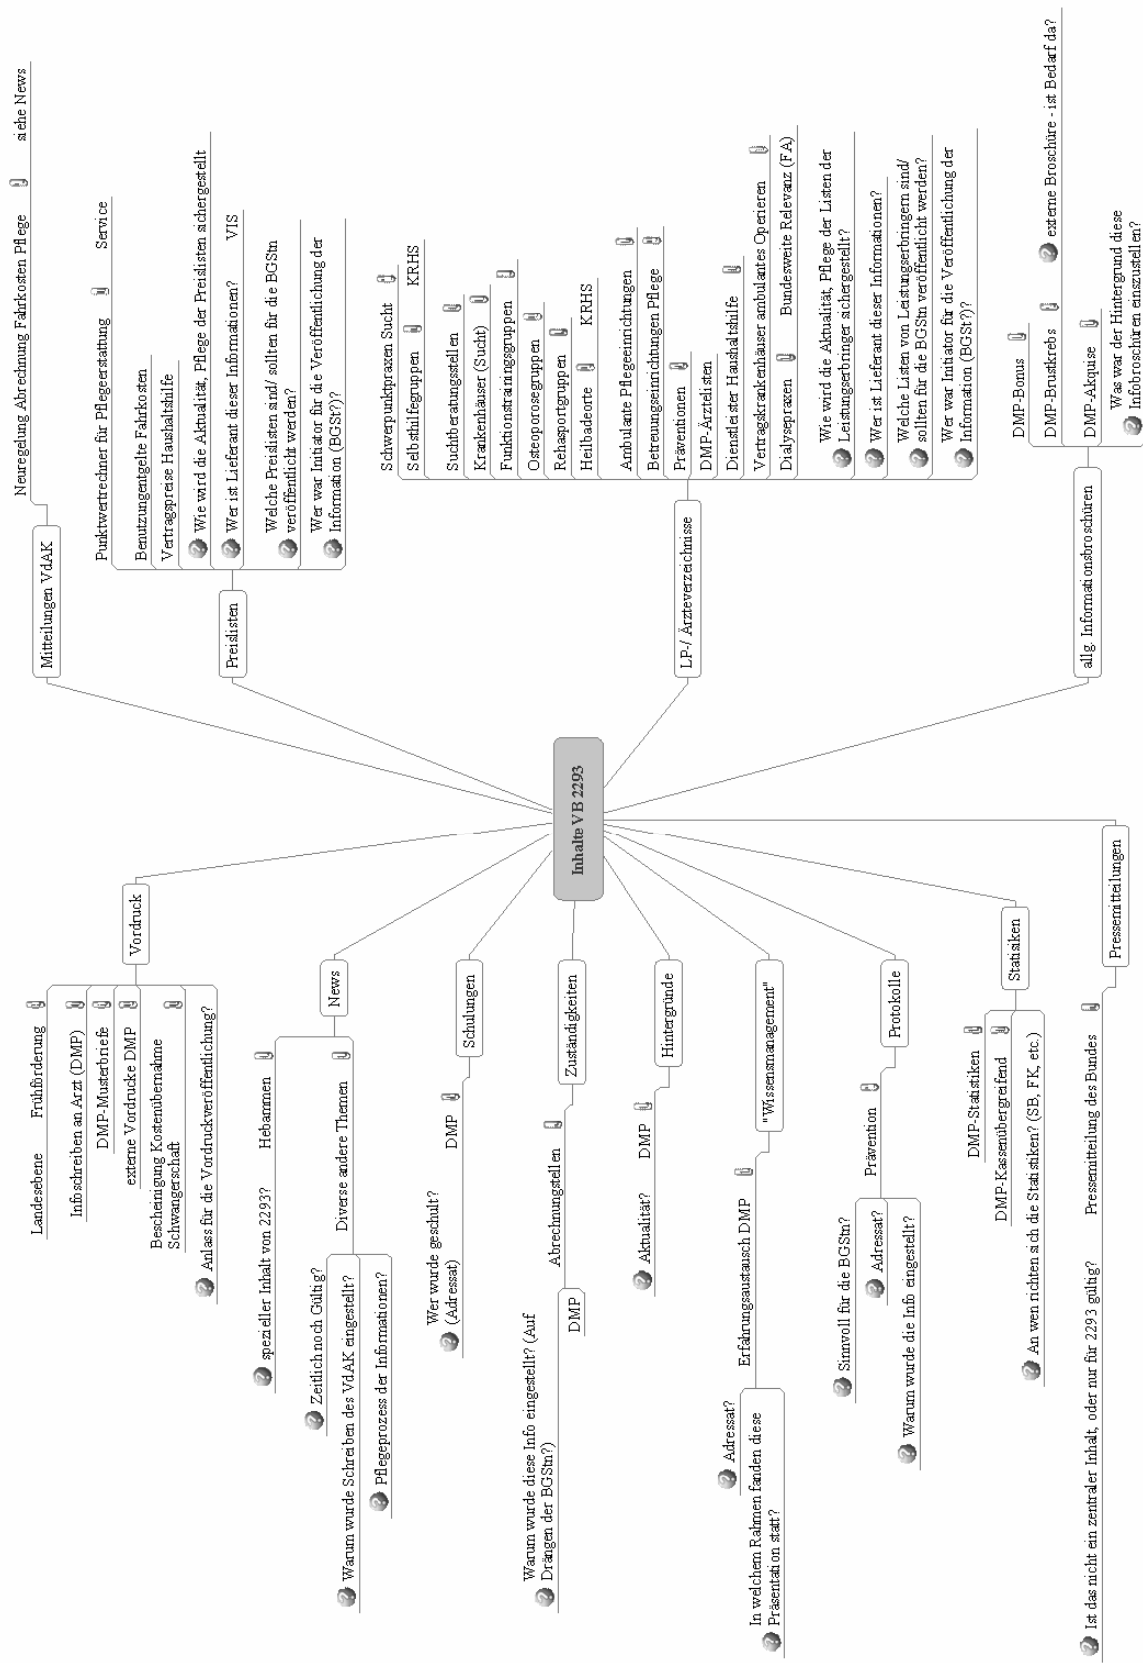 Inhalte VB 2293
Mitteilungen VdAK
Neuregelung Abrechnung Fahrkosten Pflege
siehe News
Preislisten
Punktwertrechner für Pflegeerstattung
Service
Benutzungentgelte Fahrkosten
Vertragspreise Haushaltshilfe
Wie wird die Aktualität, Pflege der Preislisten sichergestellt
Wer ist Lieferant dieser Informationen?
VIS
Welche Preislisten sind/ sollten für die BGStn
veröffentlicht werden?
Wer war Initiator für die Veröffentlichung der
Information (BGSt?)?
LP-/ Ärzteverzeichnisse
Schwerpunktpraxen Sucht
Selbsthilfegruppen
KRHS
Suchtberatungsstellen
Krankenhäuser (Sucht)
Funktionstrainingsgruppen
Osteoporosegruppen
Rehasportgruppen
Heilbadeorte
KRHS
Ambulante Pflegeeinrichtungen
Betreuungseinrichtungen Pflege
Präventionen
DMP-Ärztelisten
Dienstleister Haushaltshilfe
Vertragskrankenhäuser ambulantes Operieren
Dialysepraxen
Bundesweite Relevanz (FA)
Wie wird die Aktualität, Pflege der Listen der
Leistungserbringer sichergestellt?
Wer ist Lieferant dieser Informationen?
Welche Listen von Leistungserbringern sind/
sollten für die BGStn veröffentlicht werden?
Wer war Initiator für die Veröffentlichung der
Information (BGSt?)?
allg. Informationsbroschüren
DMP-Bonus
DMP-Brustkrebs
externe Broschüre - ist Bedarf da?
DMP-Akquise
Was war der Hintergrund diese
Infobroschüren einszustellen?
Vordruck
Landesebene
Frühförderung
Infoschreiben an Arzt (DMP)
DMP-Musterbriefe
externe Vordrucke DMP
Bescheinigung Kostenübernahme
Schwangerschaft
Anlass für die Vordruckveröffentlichung?
News
spezieller Inhalt von 2293?
Hebammen
Diverse andere Themen
Zeitlich noch Gültig?
Warum wurde Schreiben des VdAK eingestellt?
Pflegeprozess der Informationen?
Schulungen
DMP
Wer wurde geschult?
(Adressat)
Zuständigkeiten
Abrechnungstellen
Warum wurde diese Info eingestellt? (Auf
Drängen der BGStn?)
DMP
Hintergründe
DMP
Aktualität?
"Wissensmanagement"
Erfahrungsaustausch DMP
Adressat?
In welchem Rahmen fanden diese
Präsentation statt?
Protokolle
Prävention
Sinnvoll für die BGStn?
Adressat?
Warum wurde die Info eingestellt?
Statistiken
DMP-Statistiken
DMP-Kassenübergreifend
An wen richten sich die Statistiken? (SB, FK, etc.)
Pressemitteilungen
Pressemitteilung des Bundes
Ist das nicht ein zentraler Inhalt, oder nur für 2293 gültig?